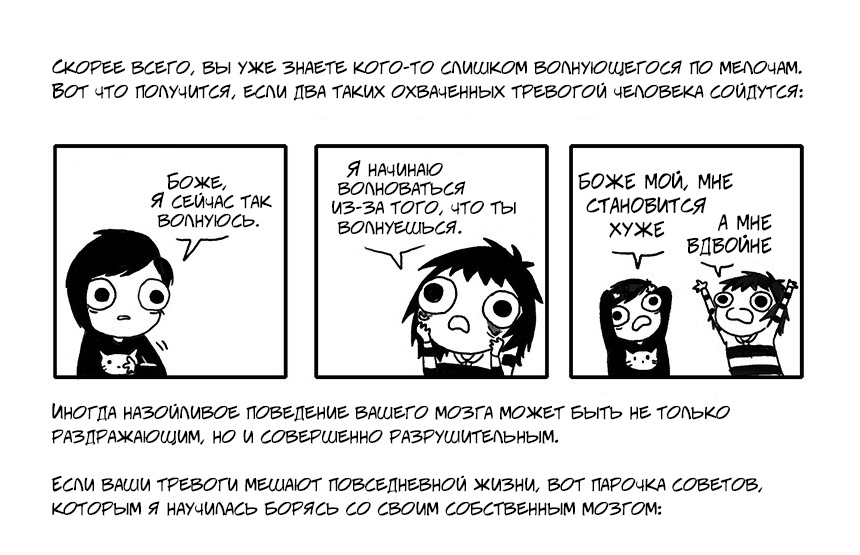 Скорее всего, вы уже знаете кого-то слишком волнующегося по мелочам.
Вот что получится, если два таких охваченных тревогой человека сойдутся:
Боже,
я сейчас так
волнуюсь.
Я начинаю
волноваться
из-за того, что ты
волнуешься.
Боже мой, мне
становится
хуже
А мне
вдвойне
Иногда назойливое поведение вашего мозга может быть не только
раздражающим, но и совершенно разрушительным.
Если ваши тревоги мешают повседневной жизни, вот парочка советов,
которым я научилась борясь со своим собственным мозгом: